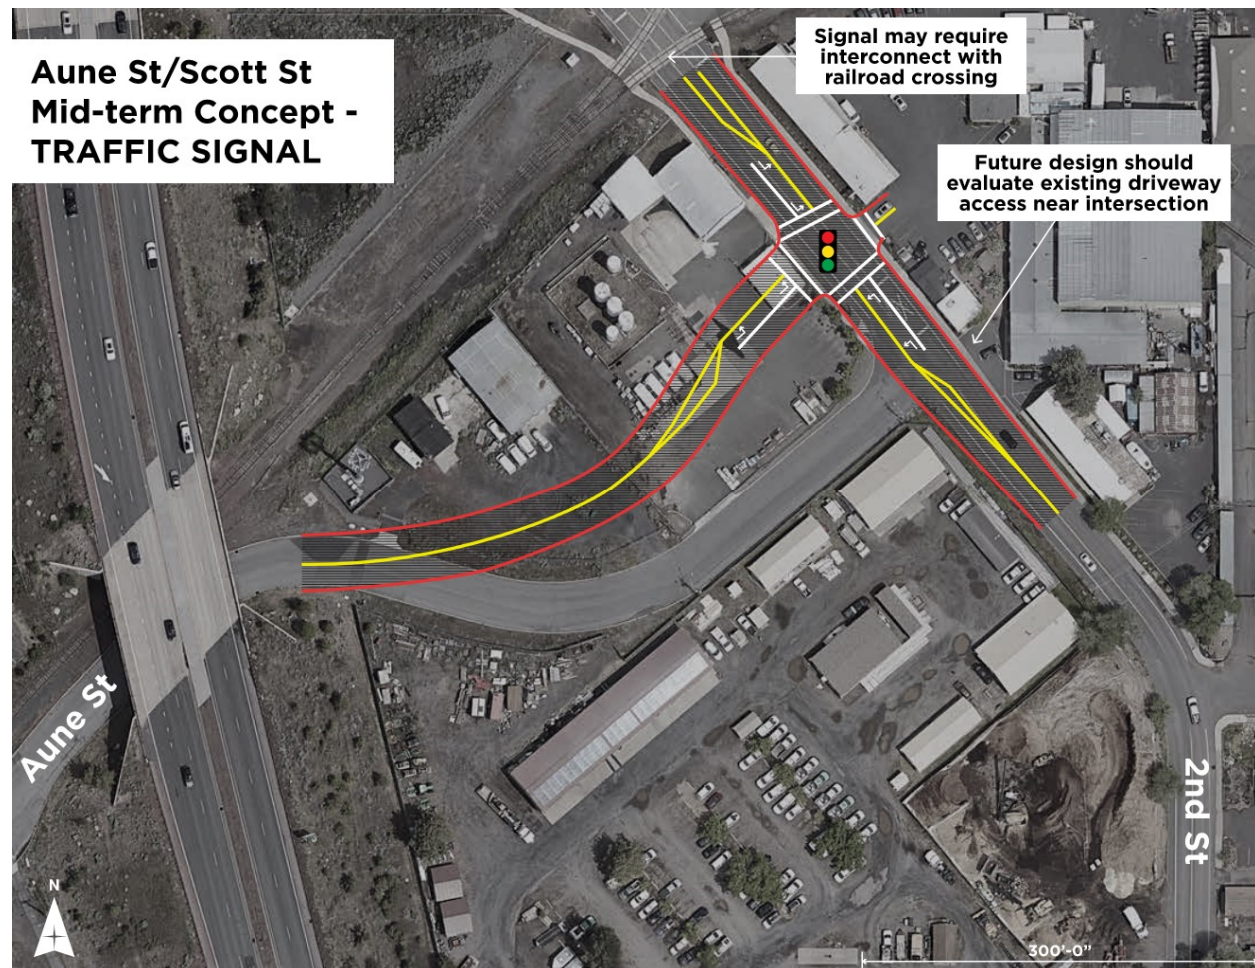 Aune St/Scott St
Mid-term Concept -
TRAFFIC SIGNAL
Signal may require
interconnect with
railroad crossing
Future design should
evaluate existing driveway
access near intersection
Aune St
2nd St
N
300'-0"